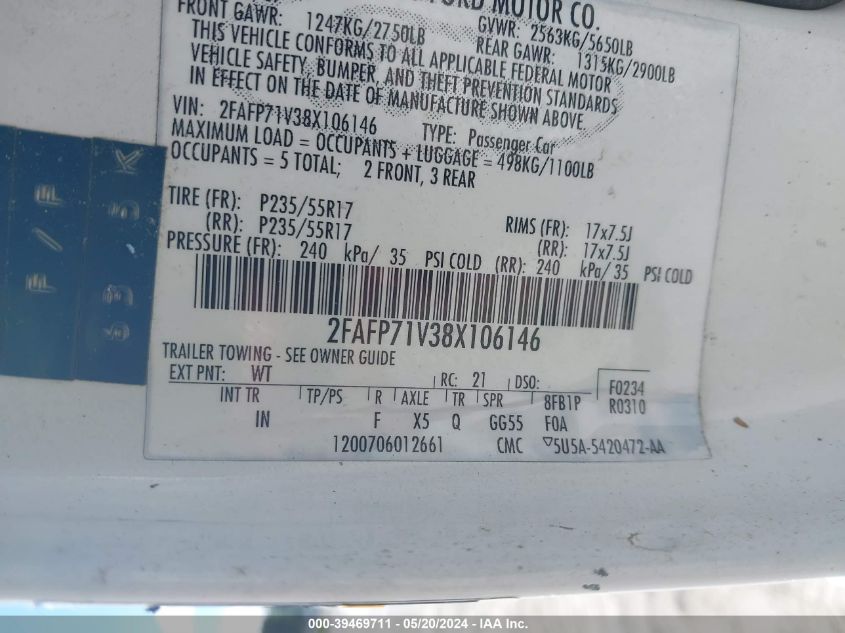 FORD MOTOR CO.
FRONT GAWR: 1247KG/2750LB GVWR: 2563KG/5650LB
REAR GAWR: 1315KG/2900LB
THIS VEHICLE CONFORMS TO ALL APPLICABLE FEDERAL MOTOR
VEHICLE SAFETY, BUMPER, AND THEFT PREVENTION STANDARDS
IN EFFECT ON THE DATE OF MANUFACTURE SHOWN ABOVE.
VIN: 2FAFP71V38X106146 TYPE: Passenger Car
MAXIMUM LOAD = OCCUPANTS + LUGGAGE = 498KG/1100LB
OCCUPANTS = 5 TOTAL; 2 FRONT, 3 REAR
TIRE (FR): P235/55R17 RIMS (FR): 17x7.5J
(RR): P235/55R17 (RR): 17x7.5J
PRESSURE (FR): 240 kPa/ 35 PSI COLD (RR): 240 kPa/ 35 PSI COLD
2FAFP71V38X106146
TRAILER TOWING - SEE OWNER GUIDE
EXT PNT: WT RC: 21 DSO: F0234
INT TR TP/PS R AXLE TR SPR 8FB1P R0310
IN F X5 Q GG55 FOA
1200706012661 CMC 5U5A-5420472-AA
000-39469711 - 05/20/2024 - IAAI Inc.